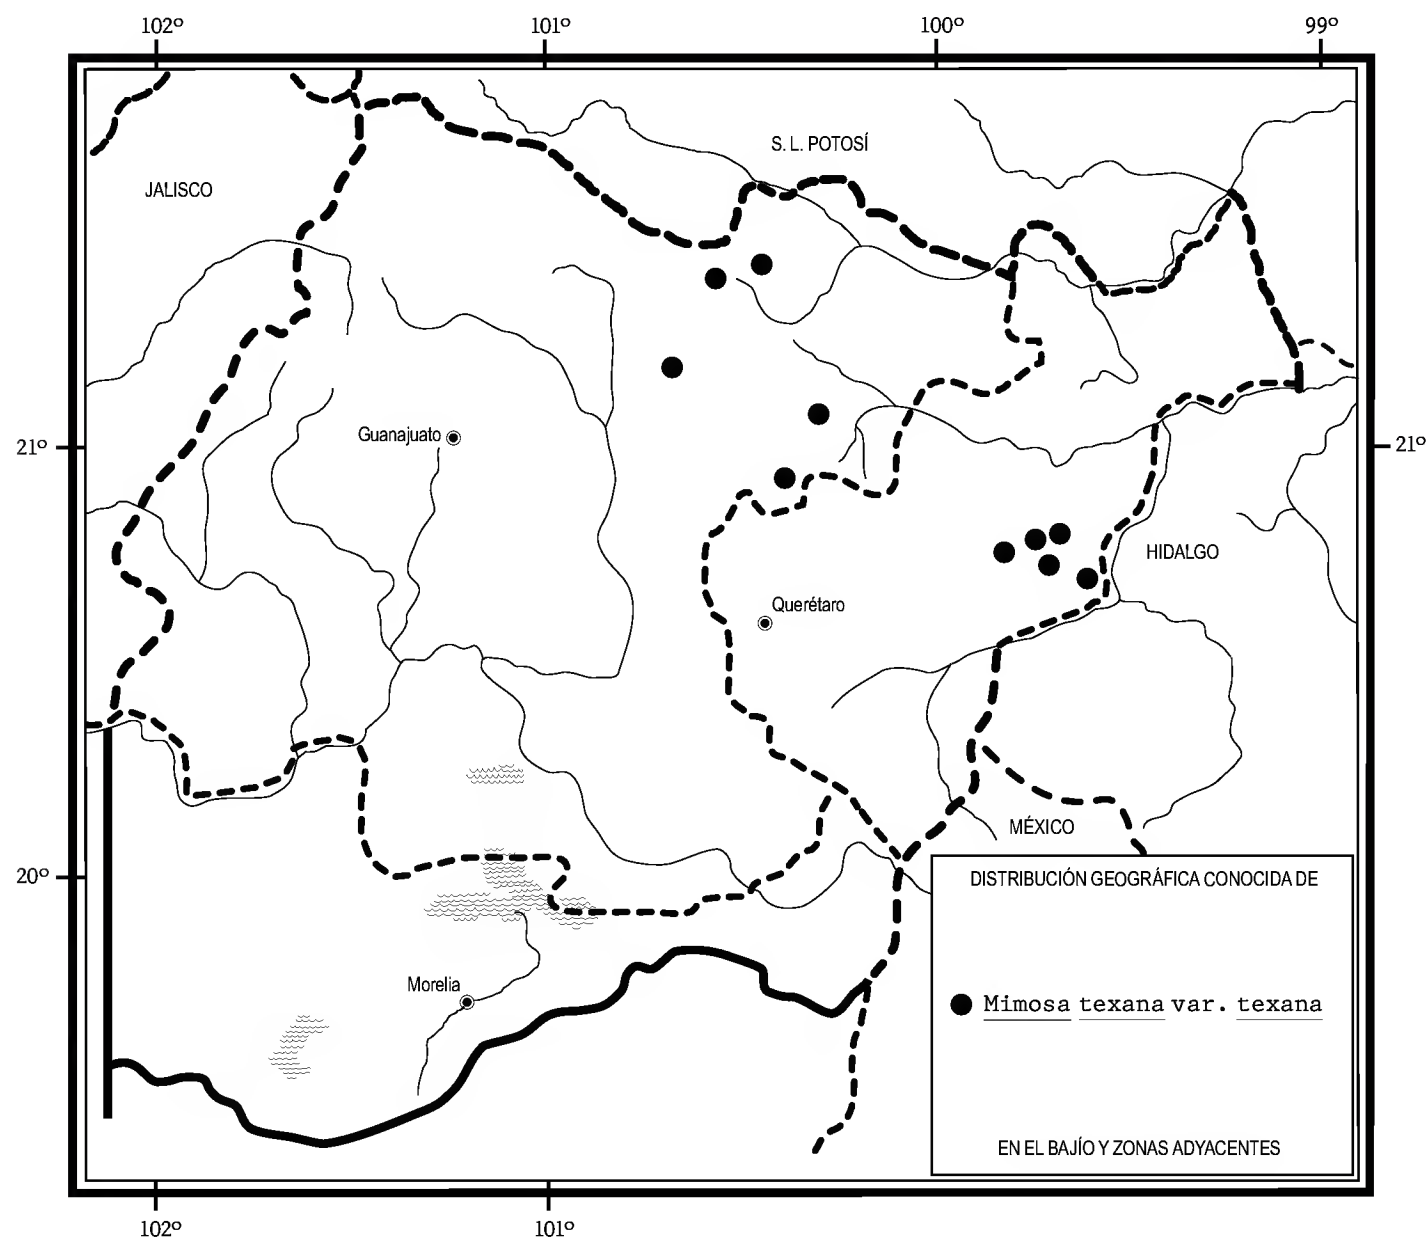 102º 101º 100º 99º
S. L. POTOSÍ
JALISCO
Guanajuato
21º 21º
HIDALGO
Querétaro
MÉXICO
20º
DISTRIBUCIÓN GEOGRÁFICA CONOCIDA DE
Morelia
Mimosa texana var. texana
EN EL BAJÍO Y ZONAS ADYACENTES
102º 101º